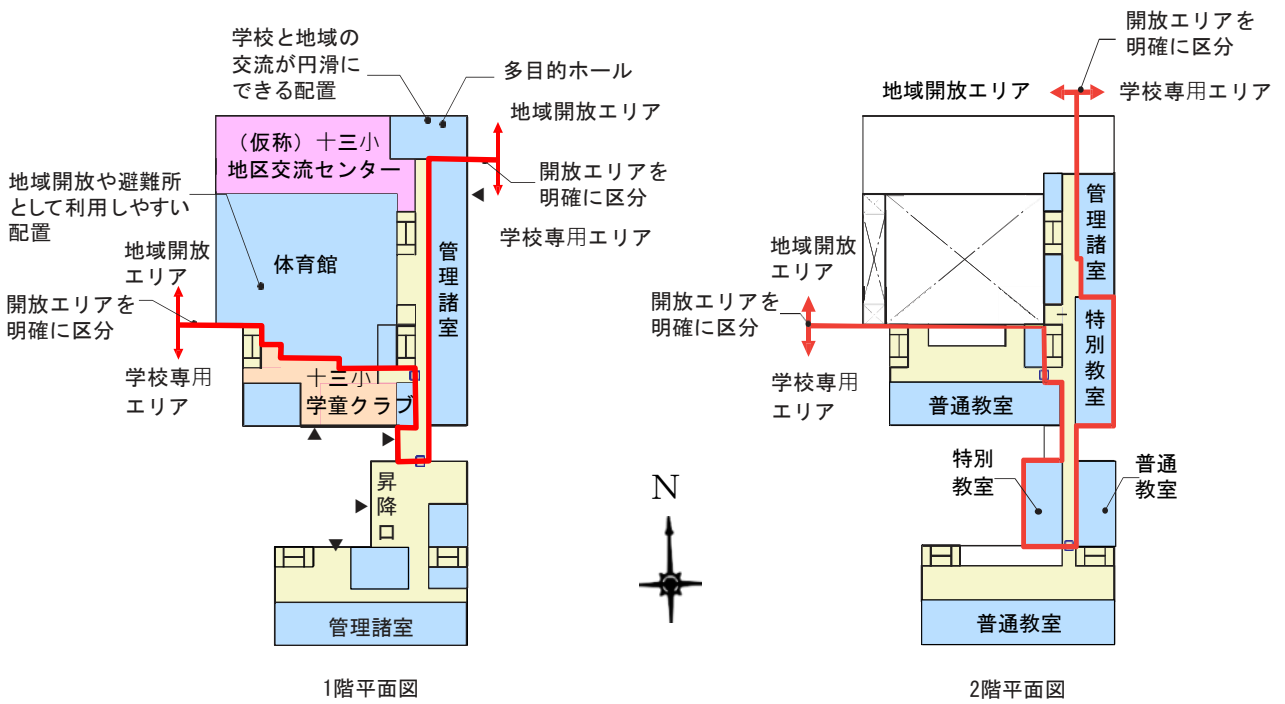 学校と地域の
交流が円滑に
できる配置
多目的ホール
地域開放エリア
(仮称)十三小
地区交流センター
開放エリアを
明確に区分
学校専用エリア
地域開放や避難所
として利用しやすい
配置
地域開放
エリア
体育館
管理諸室
開放エリアを
明確に区分
学校専用
エリア
十三小
学童クラブ
昇降口
管理諸室
1階平面図
N
開放エリアを
明確に区分
地域開放エリア
学校専用エリア
管理諸室
地域開放
エリア
開放エリアを
明確に区分
特別教室
学校専用
エリア
普通教室
特別
教室
普通
教室
普通教室
2階平面図